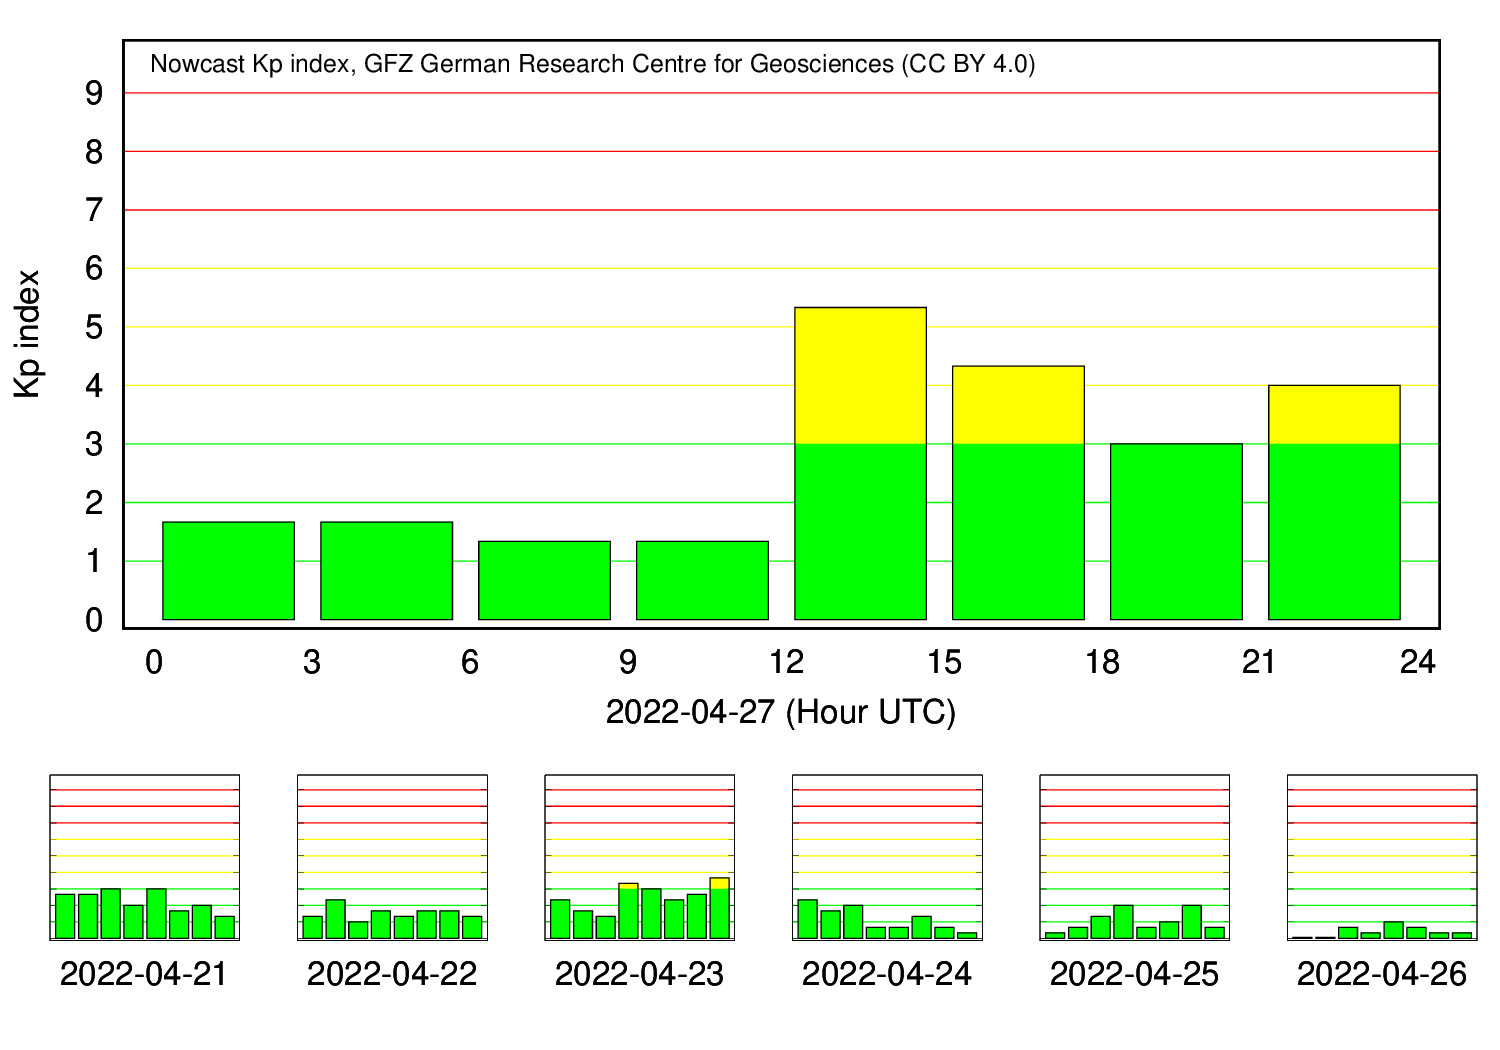 Nowcast Kp index, GFZ German Research Centre for Geosciences (CC BY 4.0)
9
8
7
6
5
4
3
2
1
0
Kp index
0 3 6 9 12 15 18 21 24
2022-04-27 (Hour UTC)
2022-04-21 2022-04-22 2022-04-23 2022-04-24 2022-04-25 2022-04-26